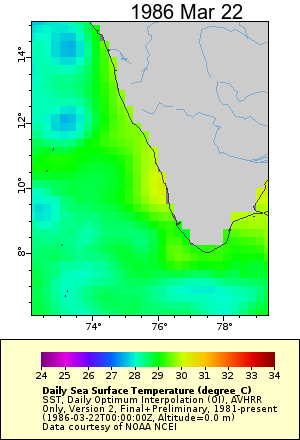 1986 Mar 22
14°
12°
10°
8°
74° 76° 78°
24 25 26 27 28 29 30 31 32 33 34
Daily Sea Surface Temperature (degree_C)
SST, Daily Optimum Interpolation (OI), AVHRR
Only, Version 2, Final+Preliminary, 1981-present
(1986-03-22T00:00:00Z, Altitude=0.0 m)
Data courtesy of NOAA NCEI